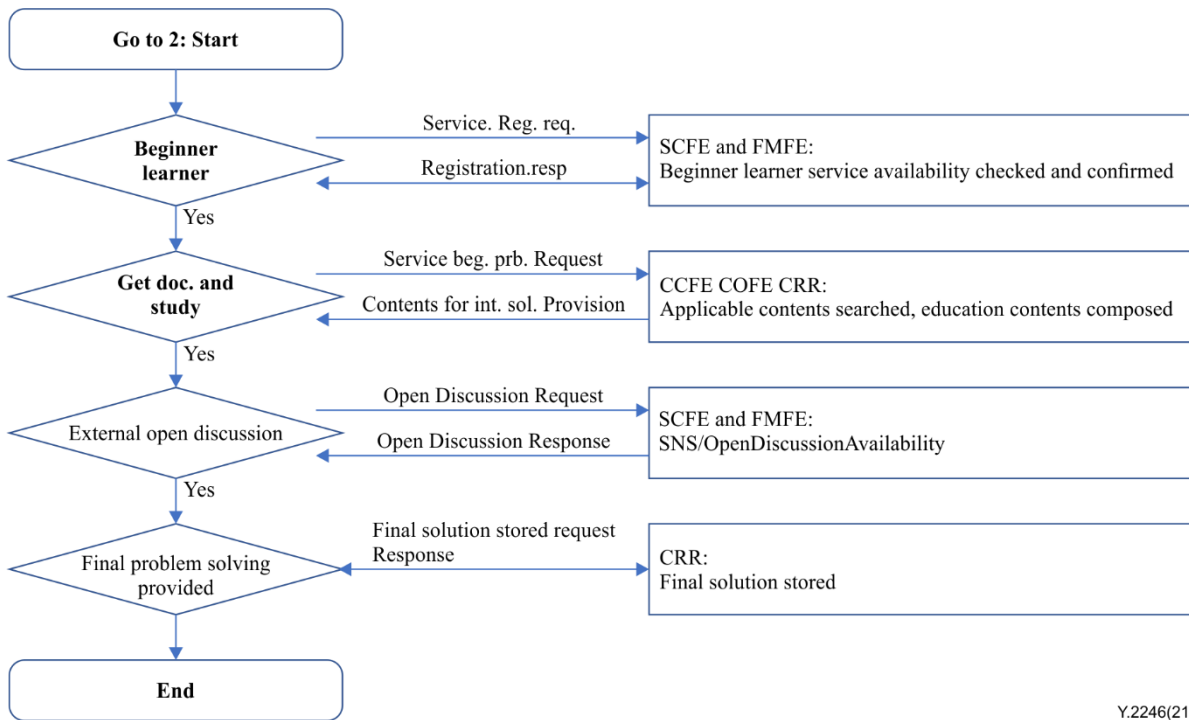 Go to 2: Start
Beginner
learner
Service. Reg. req.
Registration.resp
SCFE and FMFE:
Beginner learner service availability checked and confirmed
Yes
Get doc. and
study
Service beg. prb. Request
Contents for int. sol. Provision
CCFE COFE CRR:
Applicable contents searched, education contents composed
Yes
External open discussion
Open Discussion Request
Open Discussion Response
SCFE and FMFE:
SNS/OpenDiscussionAvailability
Yes
Final problem solving
provided
Final solution stored request
Response
CRR:
Final solution stored
End
Y.2246(21